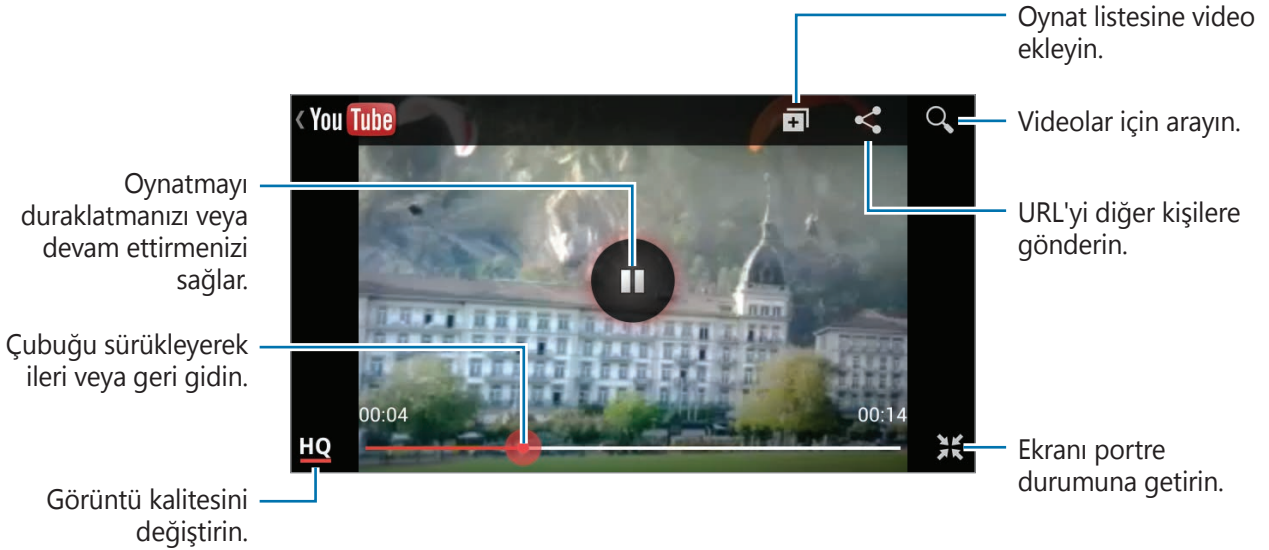 Oynat listesine video
ekleyin.
‹ You Tube
Videolar için arayın.
Oynatmayı
duraklatmanızı veya
devam ettirmenizi
sağlar.
URL'yi diğer kişilere
gönderin.
Çubuğu sürükleyerek
ileri veya geri gidin.
00:04
00:14
HQ
Ekranı portre
durumuna getirin.
Görüntü kalitesini
değiştirin.